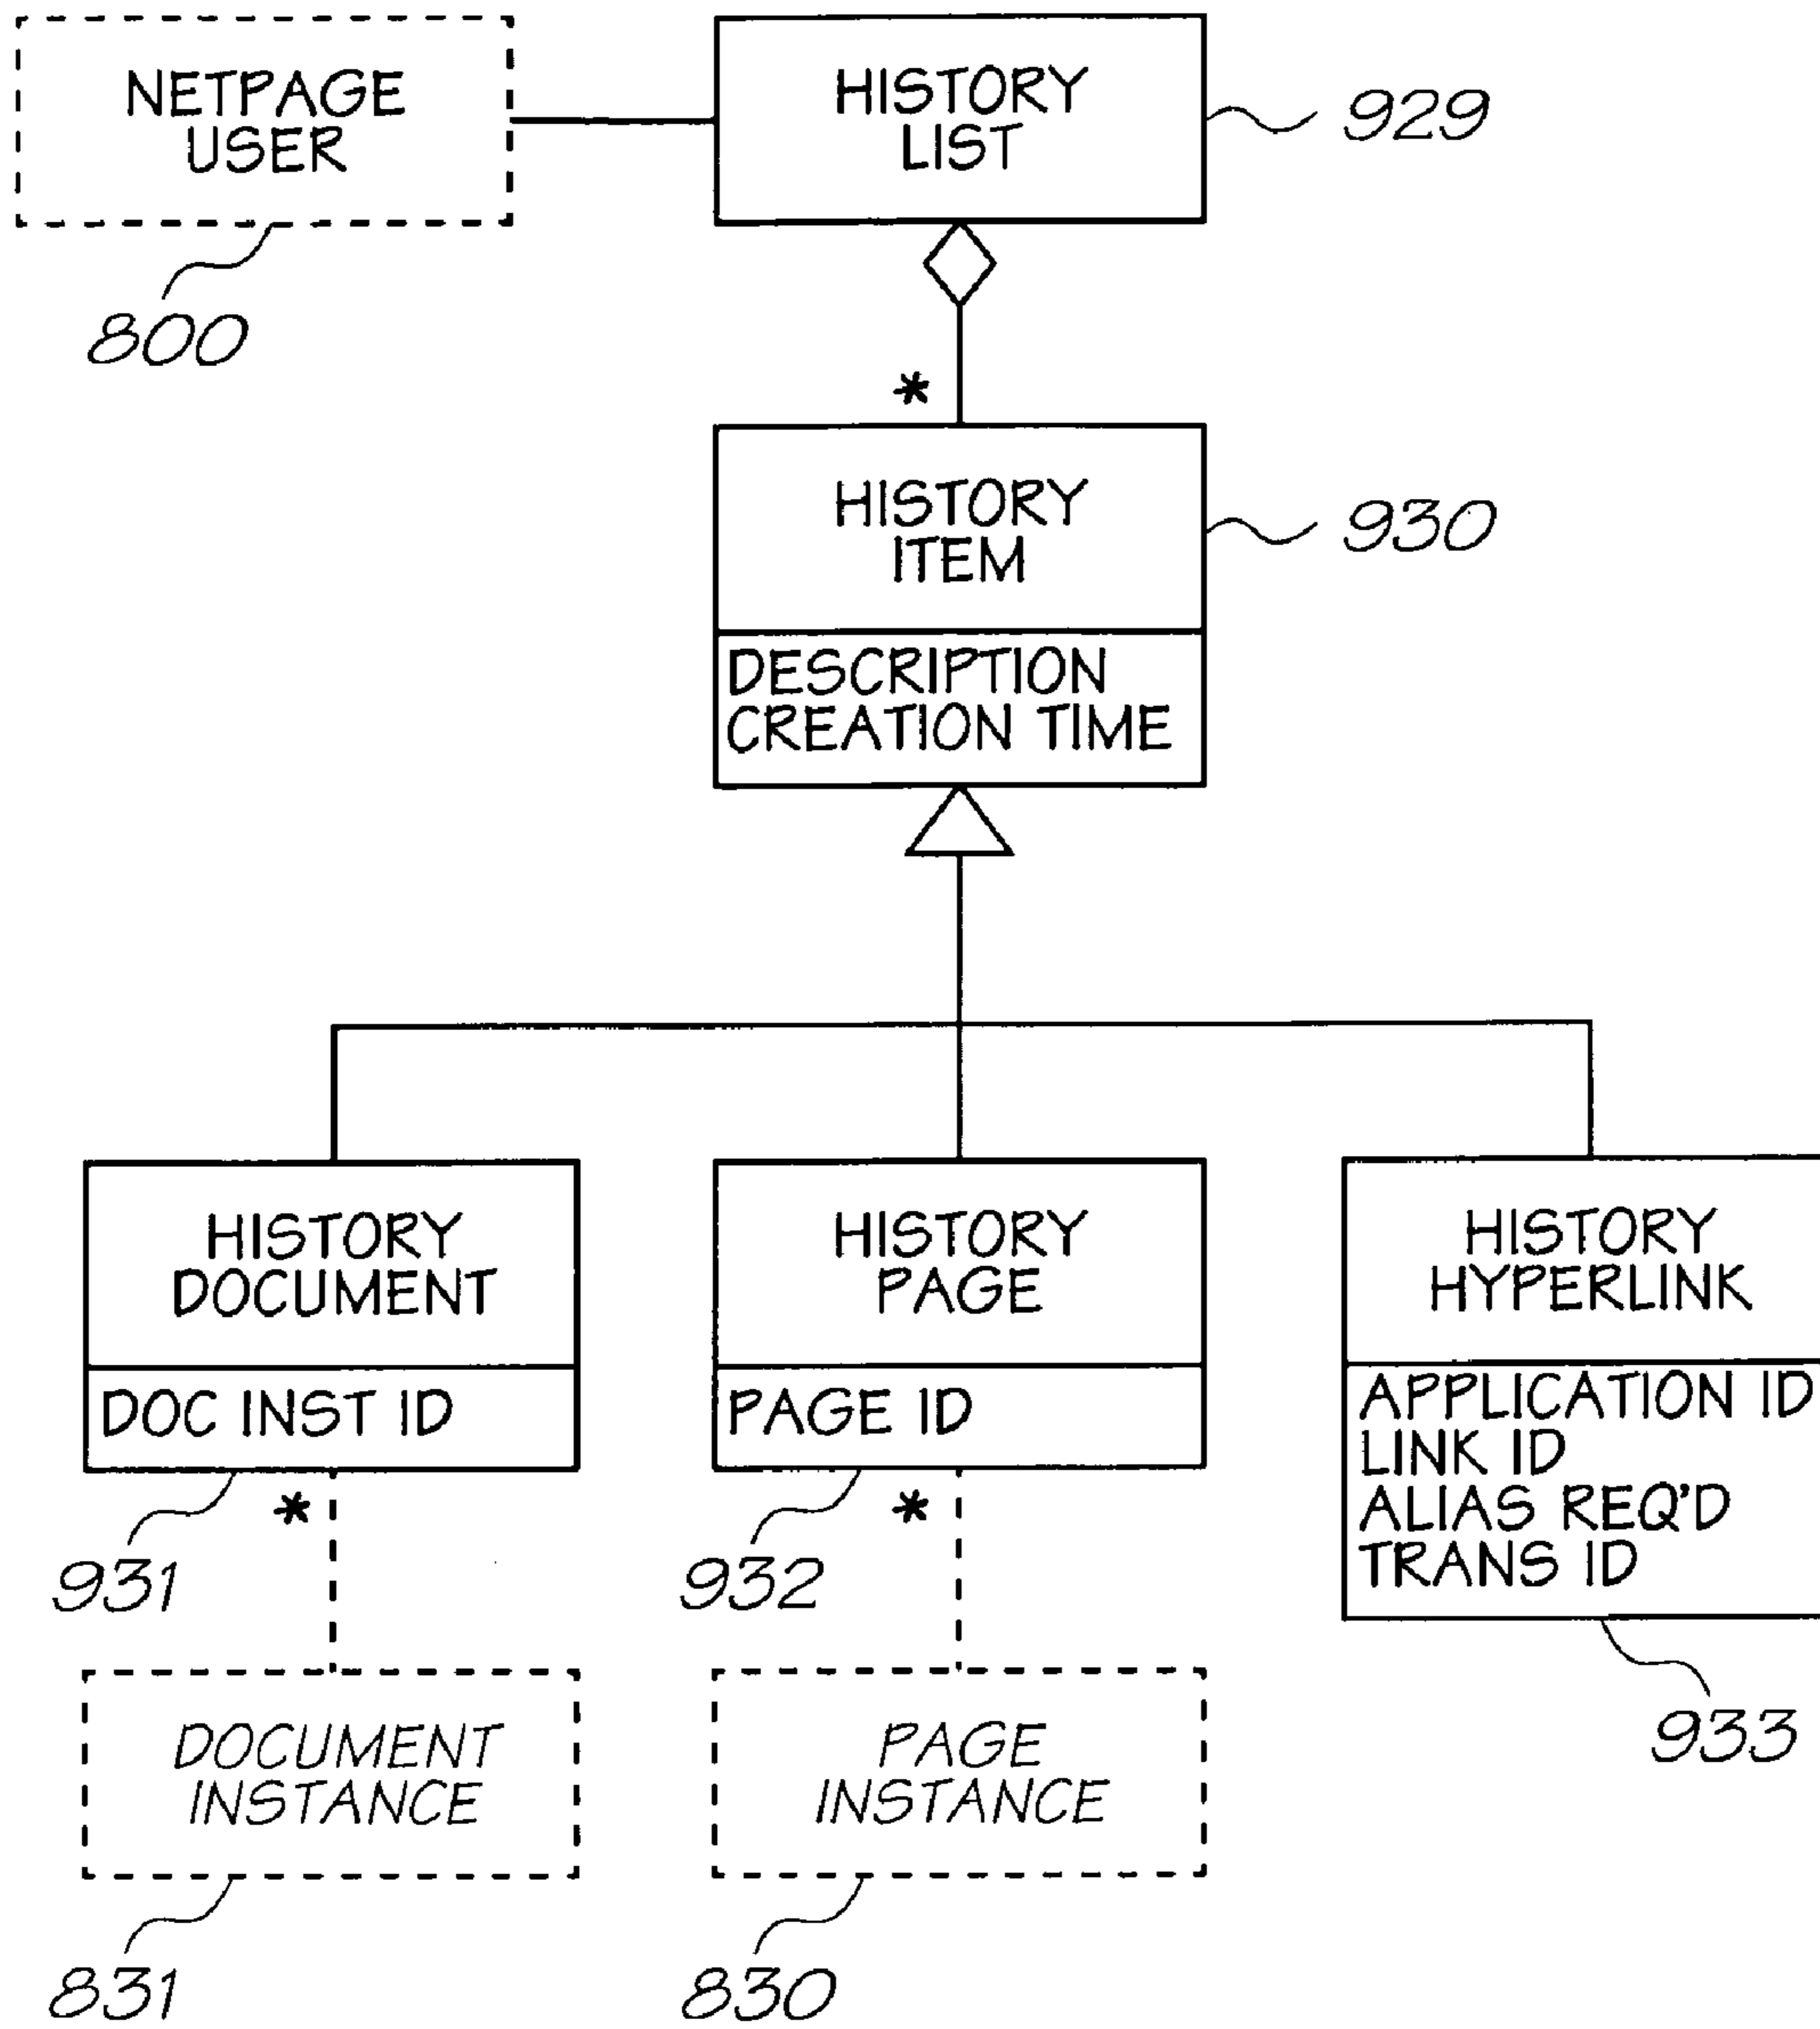 NETPAGE
USER
800
HISTORY
LIST
929
*
HISTORY
ITEM
930
DESCRIPTION
CREATION TIME
HISTORY
DOCUMENT
DOC INST ID
*
931
HISTORY
PAGE
PAGE ID
*
932
HISTORY
HYPERLINK
APPLICATION ID
LINK ID
ALIAS REQ'D
TRANS ID
933
DOCUMENT
INSTANCE
831
PAGE
INSTANCE
830